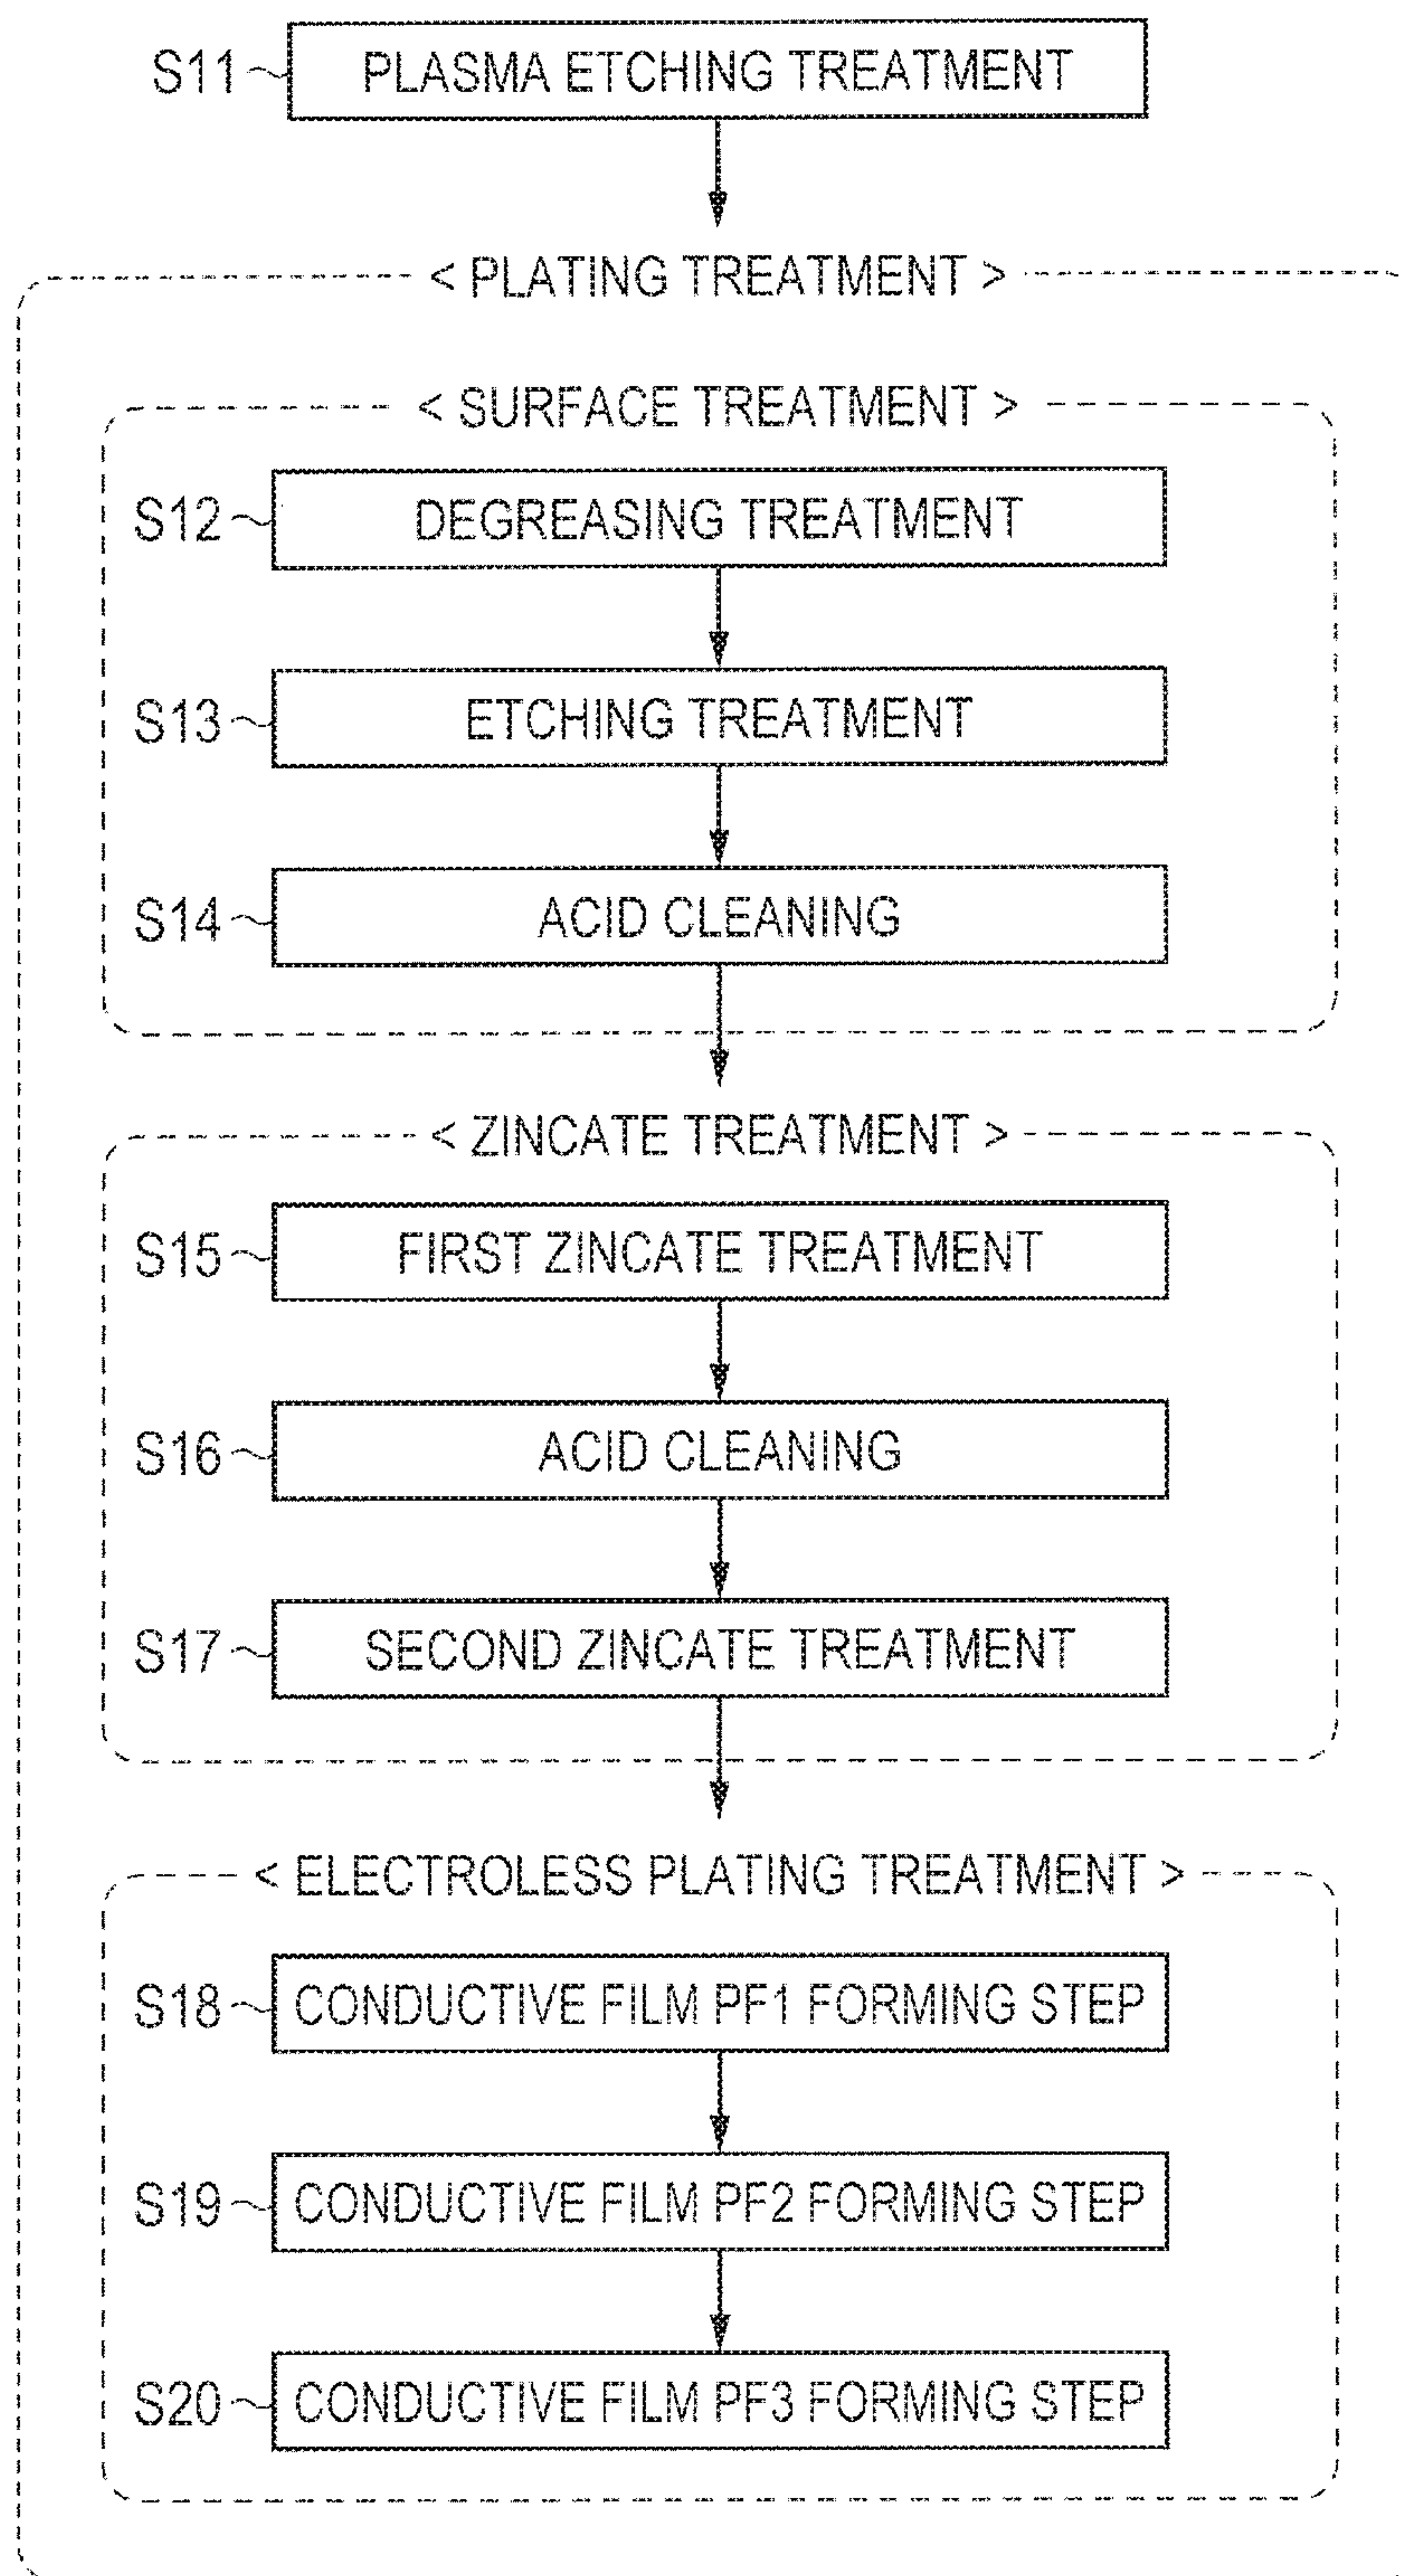 S11 PLASMA ETCHING TREATMENT
< PLATING TREATMENT >
< SURFACE TREATMENT >
S12 DEGREASING TREATMENT
S13 ETCHING TREATMENT
S14 ACID CLEANING
< ZINCATE TREATMENT >
S15 FIRST ZINCATE TREATMENT
S16 ACID CLEANING
S17 SECOND ZINCATE TREATMENT
< ELECTROLESS PLATING TREATMENT >
S18 CONDUCTIVE FILM PF1 FORMING STEP
S19 CONDUCTIVE FILM PF2 FORMING STEP
S20 CONDUCTIVE FILM PF3 FORMING STEP